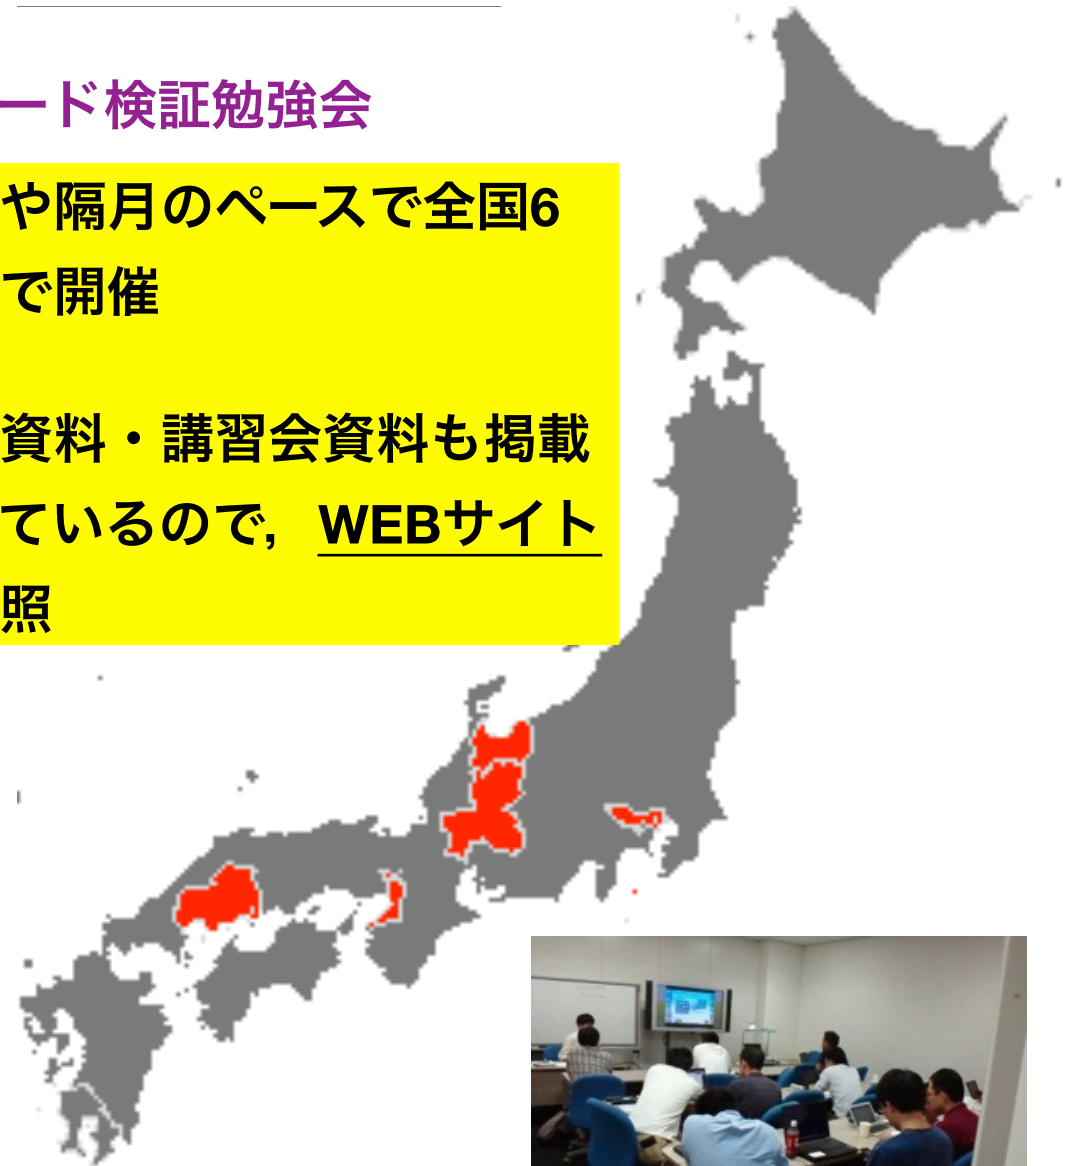 ード検証勉強会
や隔月のペースで全国6
で開催
資料・講習会資料も掲載
ているので，WEBサイト
照